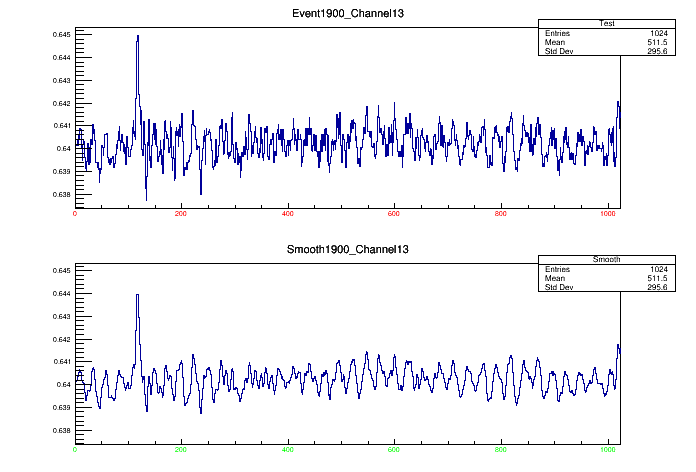 Event1900_Channel13
Test
Entries 1024
Mean 511.5
Std Dev 295.6
0.645
0.644
0.643
0.642
0.641
0.64
0.639
0.638
0 200 400 600 800 1000
Smooth1900_Channel13
Smooth
Entries 1024
Mean 511.5
Std Dev 295.6
0.645
0.644
0.643
0.642
0.641
0.64
0.639
0.638
0 200 400 600 800 1000